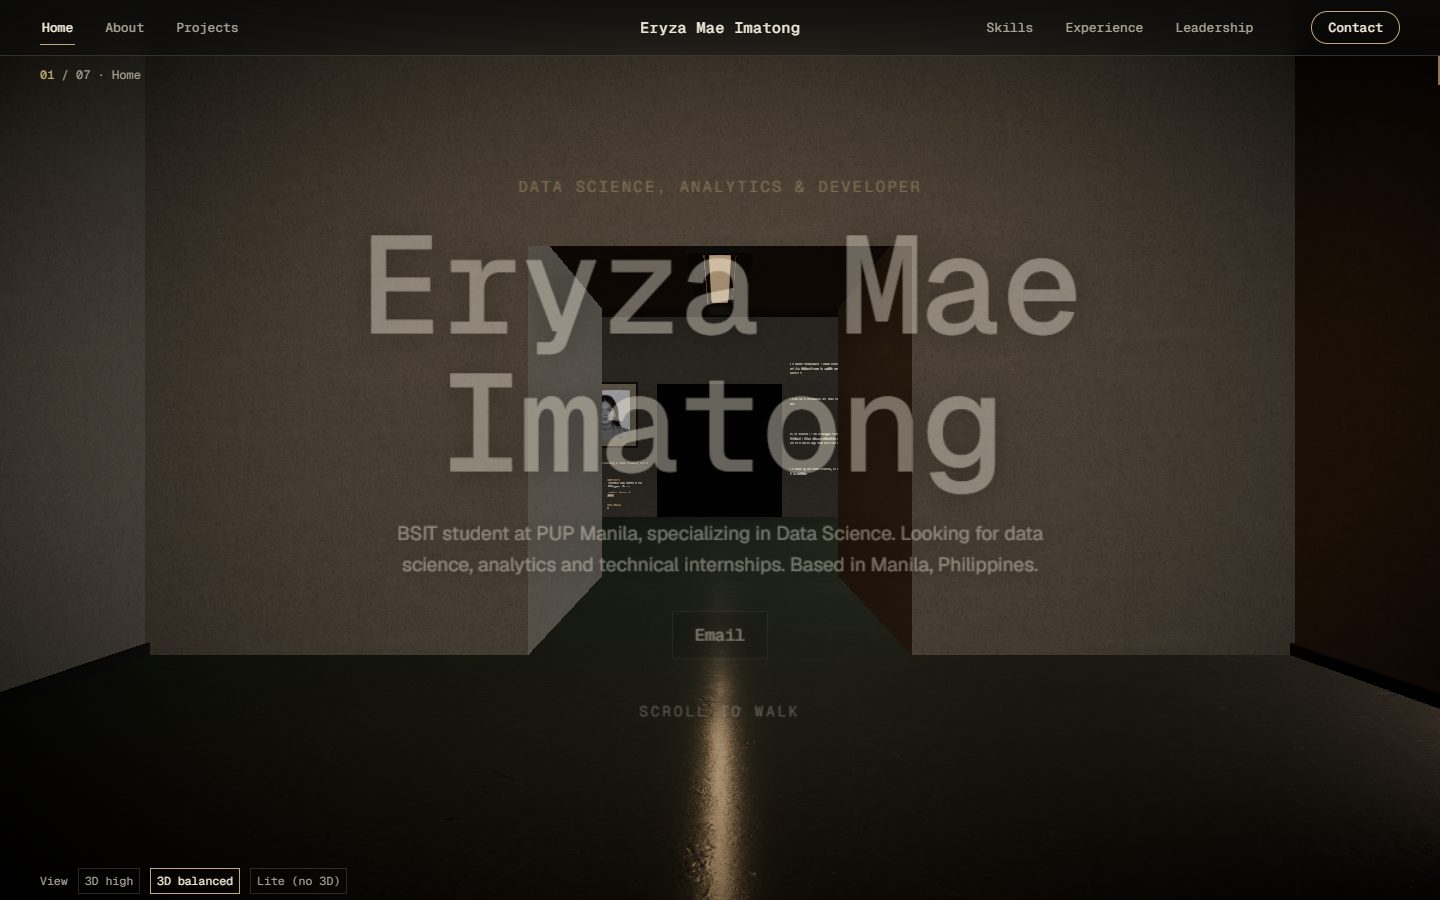 Home About Projects Eryza Mae Imatong Skills Experience Leadership Contact
01 / 07 · Home
DATA SCIENCE, ANALYTICS & DEVELOPER
Eryza Mae
Imatong
BSIT student at PUP Manila, specializing in Data Science. Looking for data
science, analytics and technical internships. Based in Manila, Philippines.
Email
SCROLL TO WALK
View 3D high 3D balanced Lite (no 3D)